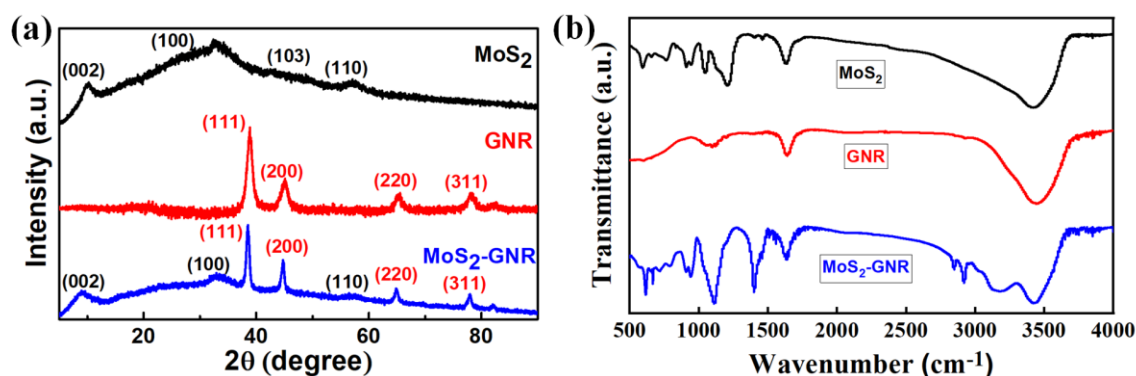 (a)
(002)
(100)
(103)
(110)
MoS₂
(111)
(200)
(220)
(311)
GNR
(002)
(100)
(111)
(200)
(110)
(220)
(311)
MoS₂-GNR
Intensity (a.u.)
20
40
60
80
2θ (degree)
(b)
MoS₂
GNR
MoS₂-GNR
Transmittance (a.u.)
500
1000
1500
2000
2500
3000
3500
4000
Wavenumber (cm⁻¹)